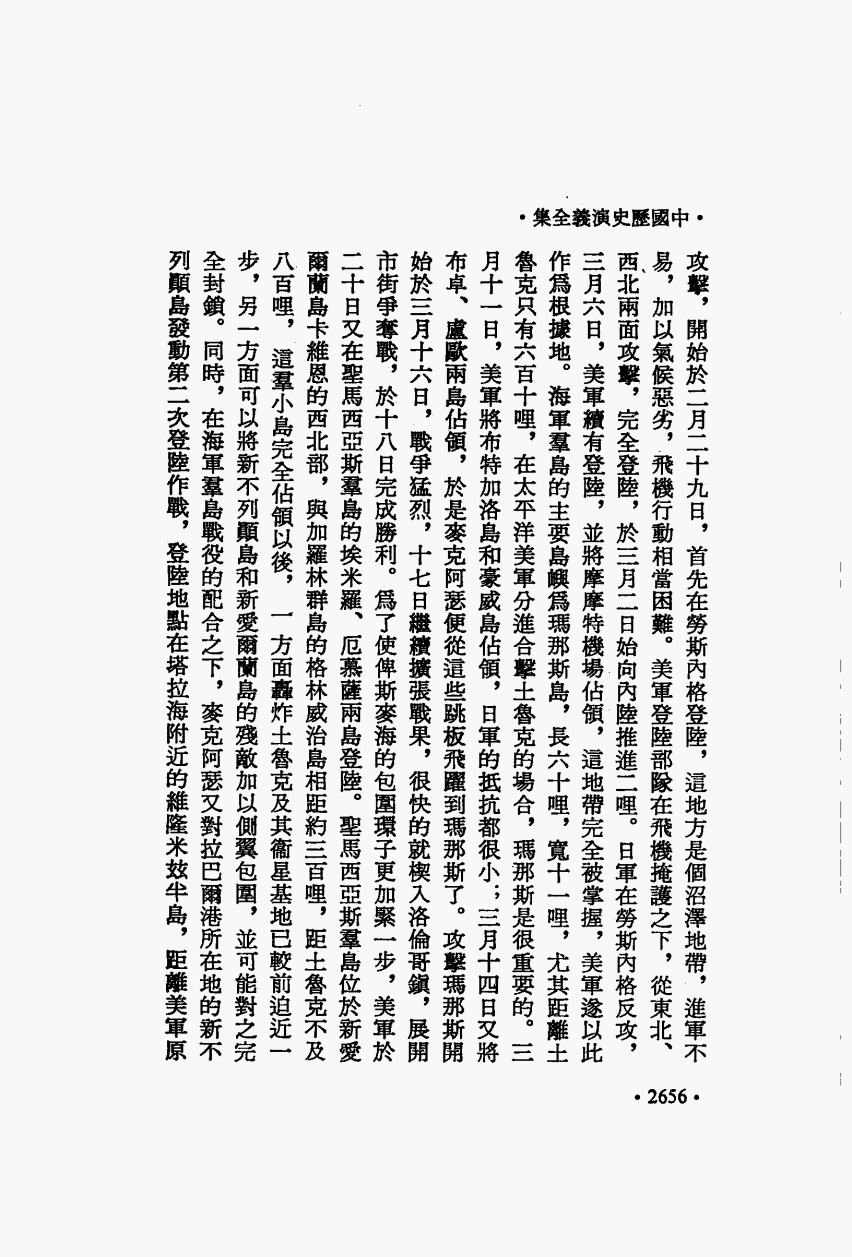 ・中國歷史演義全集・
攻擊，開始於二月二十九日，首先在勞斯內格登陸，這地方是個沼澤地帶，進軍不
易，加以氣候惡劣，飛機行動相當困難。美軍登陸部隊在飛機掩護之下，從東北、
西北兩面攻擊，完全登陸，於三月二日始向內陸推進二哩。日軍在勞斯內格反攻，
三月六日，美軍續有登陸，並將摩摩特機場佔領，這地帶完全被掌握，美軍遂以此
作爲根據地。海軍羣島的主要島嶼爲瑪那斯島，長六十哩，寬十一哩，尤其距離土
魯克只有六百十哩，在太平洋美軍分進合擊土魯克的場合，瑪那斯是很重要的。三
月十一日，美軍將布特加洛島和豪威島佔領，日軍的抵抗都很小；三月十四日又將
布卓、盧歐兩島佔領，於是麥克阿瑟便從這些跳板飛躍到瑪那斯了。攻擊瑪那斯開
始於三月十六日，戰爭猛烈，十七日繼續擴張戰果，很快的就楔入洛倫哥鎭，展開
市街爭奪戰，於十八日完成勝利。爲了使俾斯麥海的包圍環子更加緊一步，美軍於
二十日又在聖馬西亞斯羣島的埃米羅、厄慕薩兩島登陸。聖馬西亞斯羣島位於新愛
爾蘭島卡維恩的西北部，與加羅林群島的格林威治島相距約三百哩，距土魯克不及
八百哩，這羣小島完全佔領以後，一方面轟炸土魯克及其衞星基地已較前迫近一
步，另一方面可以將新不列顚島和新愛爾蘭島的殘敵加以側翼包圍，並可能對之完
全封鎖。同時，在海軍羣島戰役的配合之下，麥克阿瑟又對拉巴爾港所在地的新不
列顚島發動第二次登陸作戰，登陸地點在塔拉海附近的維隆米玆半島，距離美軍原
・2656・